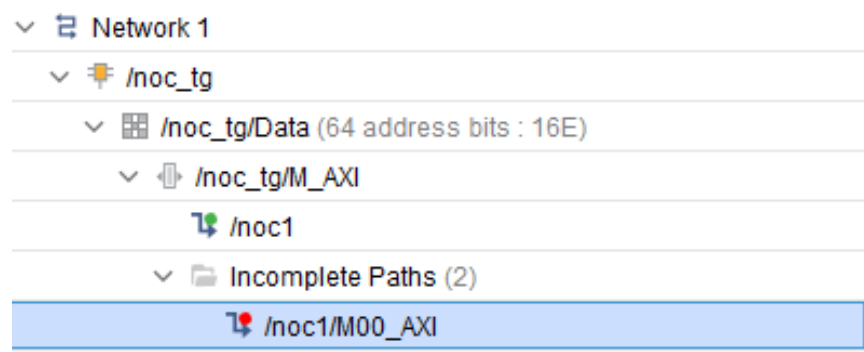 Network 1
/noc_tg
/noc_tg/Data (64 address bits : 16E)
/noc_tg/M_AXI
/noc1
Incomplete Paths (2)
/noc1/M00_AXI